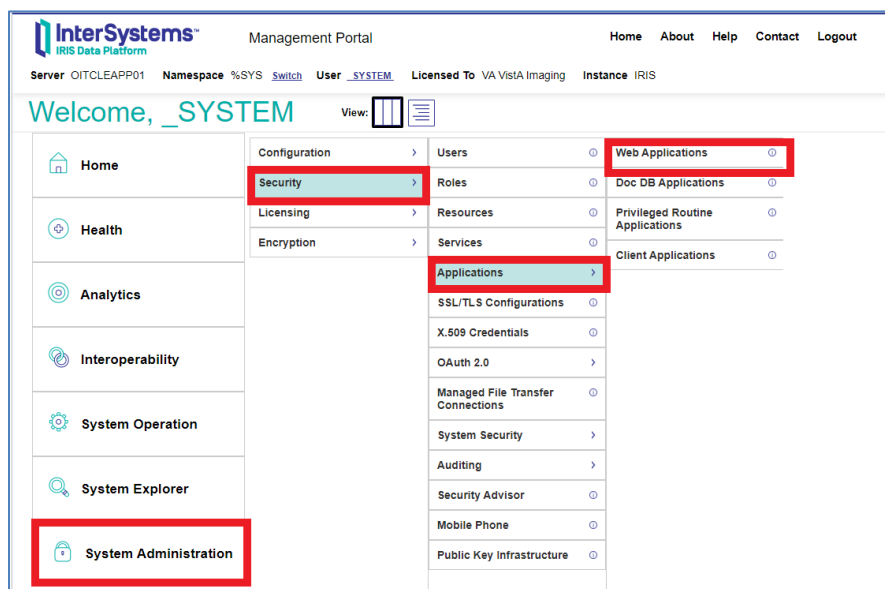 InterSystems™
IRIS Data Platform
Management Portal
Home About Help Contact Logout
Server OITCLEAPP01 Namespace %SYS Switch User _SYSTEM Licensed To VA VistA Imaging Instance IRIS
Welcome, _SYSTEM
View:
Home
Health
Analytics
Interoperability
System Operation
System Explorer
System Administration
Configuration
Security
Licensing
Encryption
Users
Roles
Resources
Services
Applications
SSL/TLS Configurations
X.509 Credentials
OAuth 2.0
Managed File Transfer
Connections
System Security
Auditing
Security Advisor
Mobile Phone
Public Key Infrastructure
Web Applications
Doc DB Applications
Privileged Routine
Applications
Client Applications